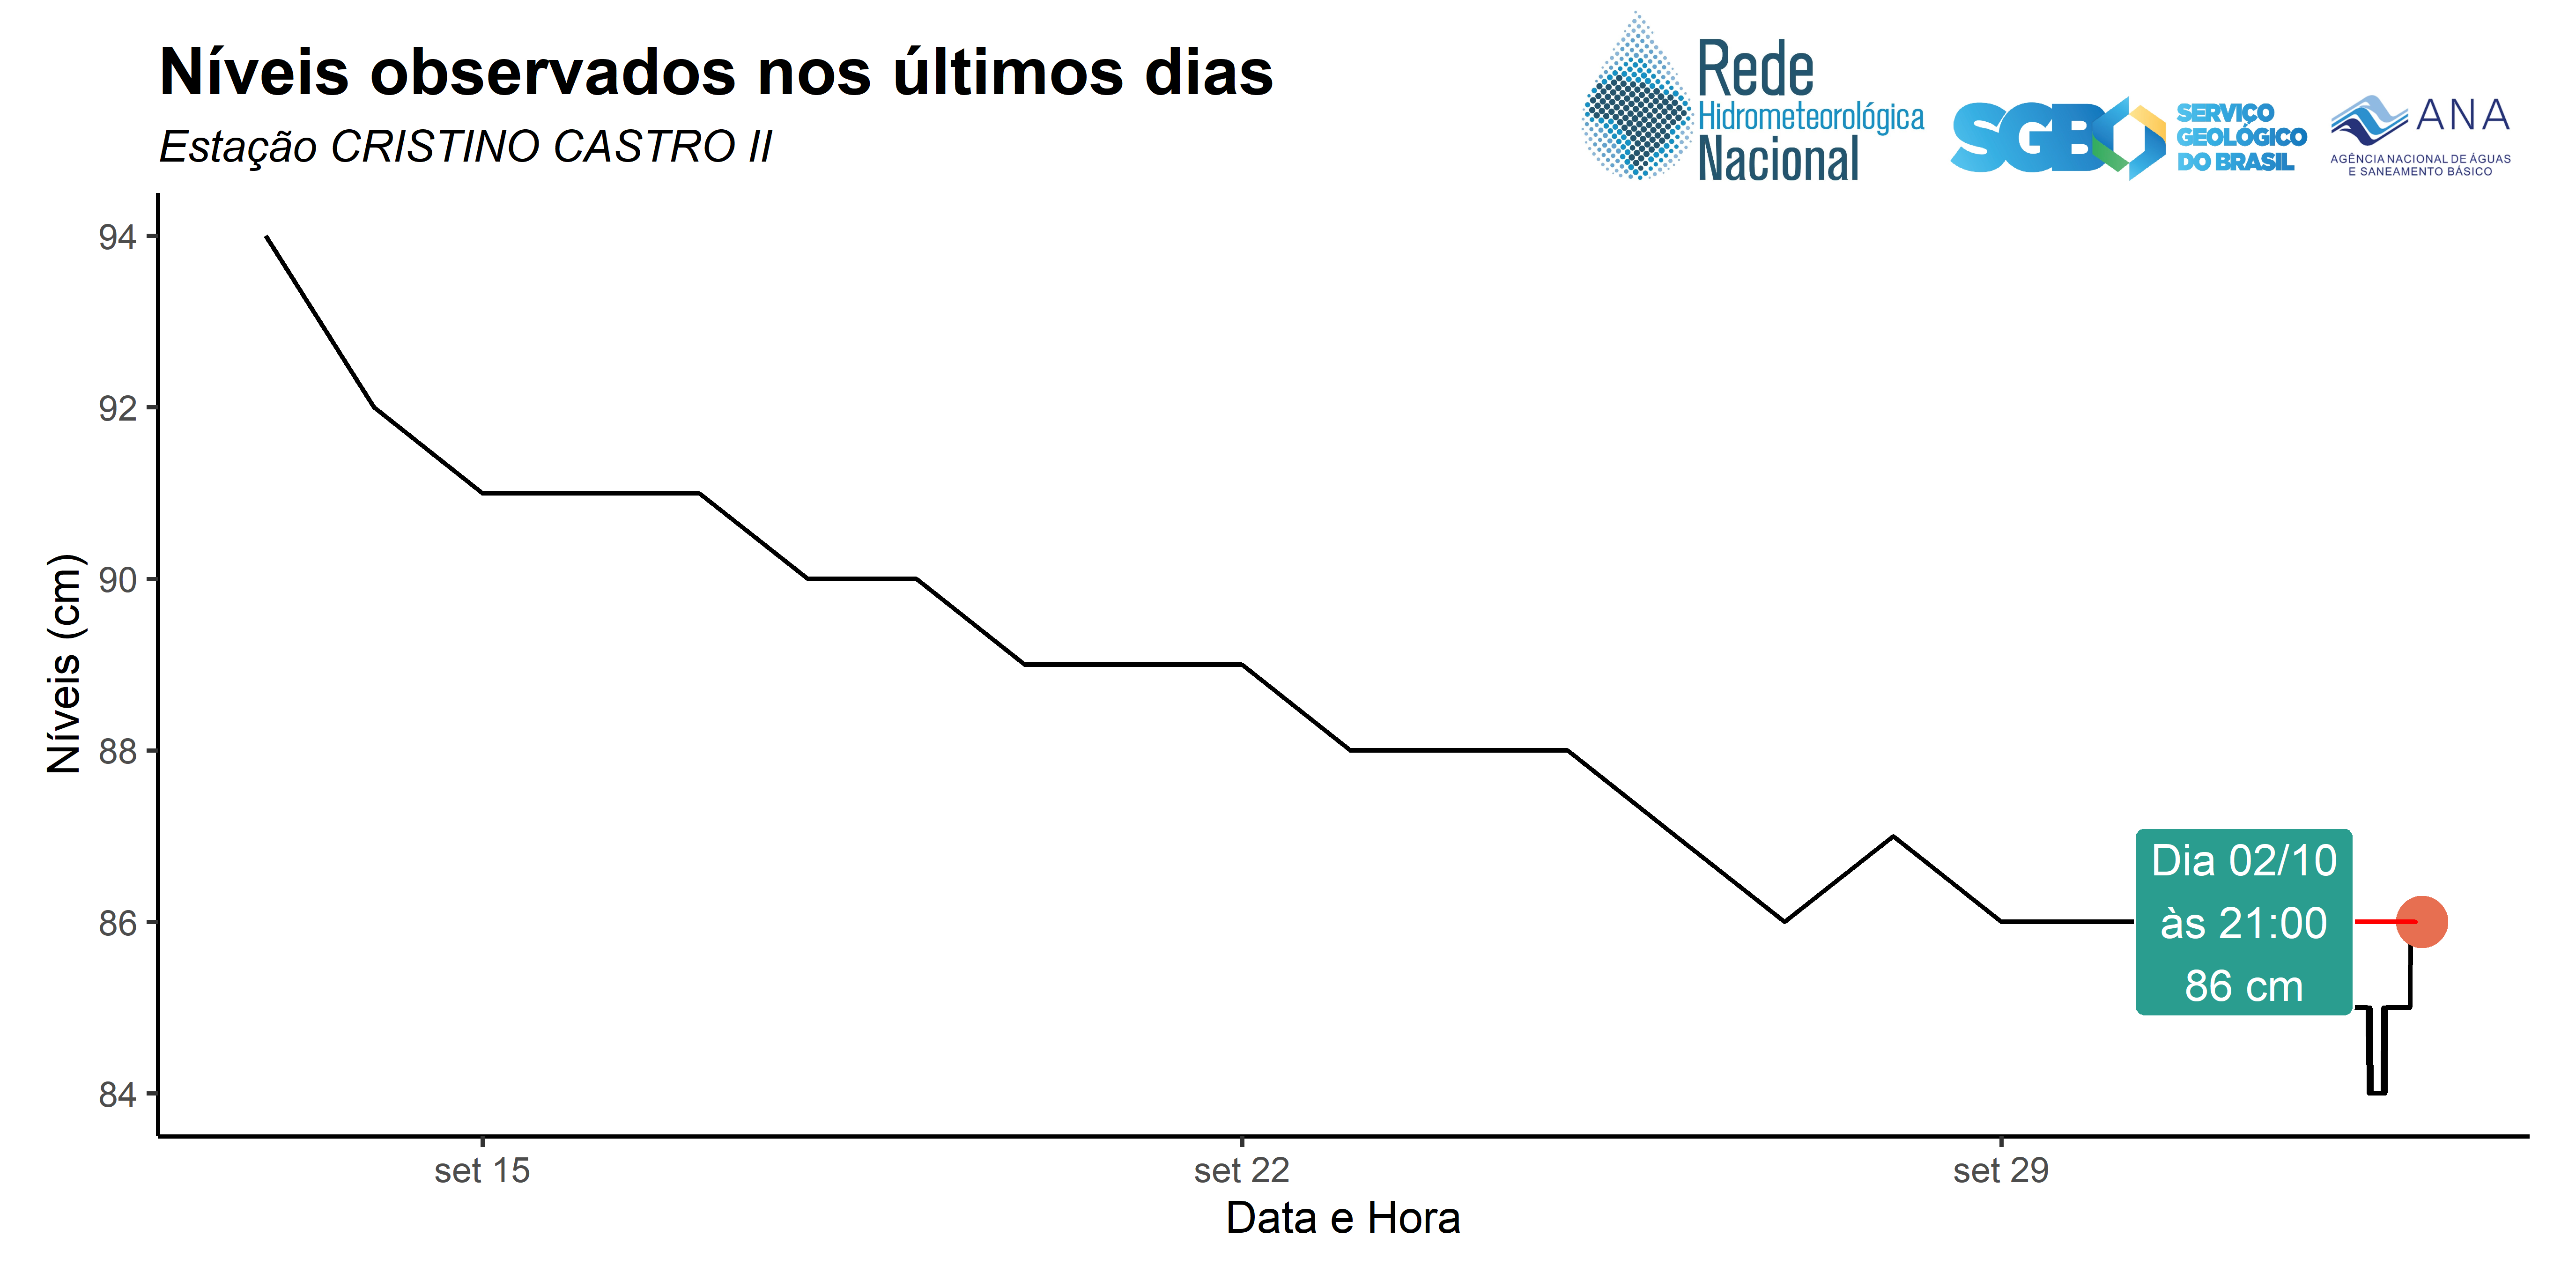 Níveis observados nos últimos dias
Estação CRISTINO CASTRO II
Rede
Hidrometeorológica
Nacional
SGB
SERVIÇO
GEOLÓGICO
DO BRASIL
ANA
AGÊNCIA NACIONAL DE ÁGUAS
E SANEAMENTO BÁSICO
Níveis (cm)
94
92
90
88
86
84
Dia 02/10
às 21:00
86 cm
set 15
set 22
set 29
Data e Hora